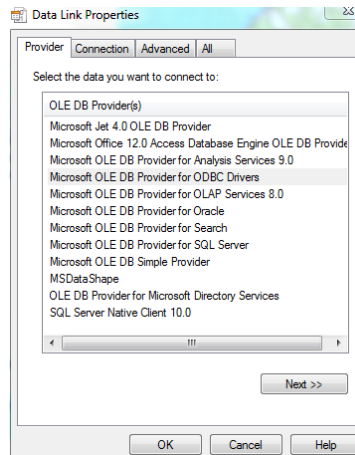 Data Link Properties
Provider Connection Advanced All
Select the data you want to connect to:
OLE DB Provider(s)
Microsoft Jet 4.0 OLE DB Provider
Microsoft Office 12.0 Access Database Engine OLE DB Provide
Microsoft OLE DB Provider for Analysis Services 9.0
Microsoft OLE DB Provider for ODBC Drivers
Microsoft OLE DB Provider for OLAP Services 8.0
Microsoft OLE DB Provider for Oracle
Microsoft OLE DB Provider for Search
Microsoft OLE DB Provider for SQL Server
Microsoft OLE DB Simple Provider
MSDataShape
OLE DB Provider for Microsoft Directory Services
SQL Server Native Client 10.0
Next >>
OK Cancel Help